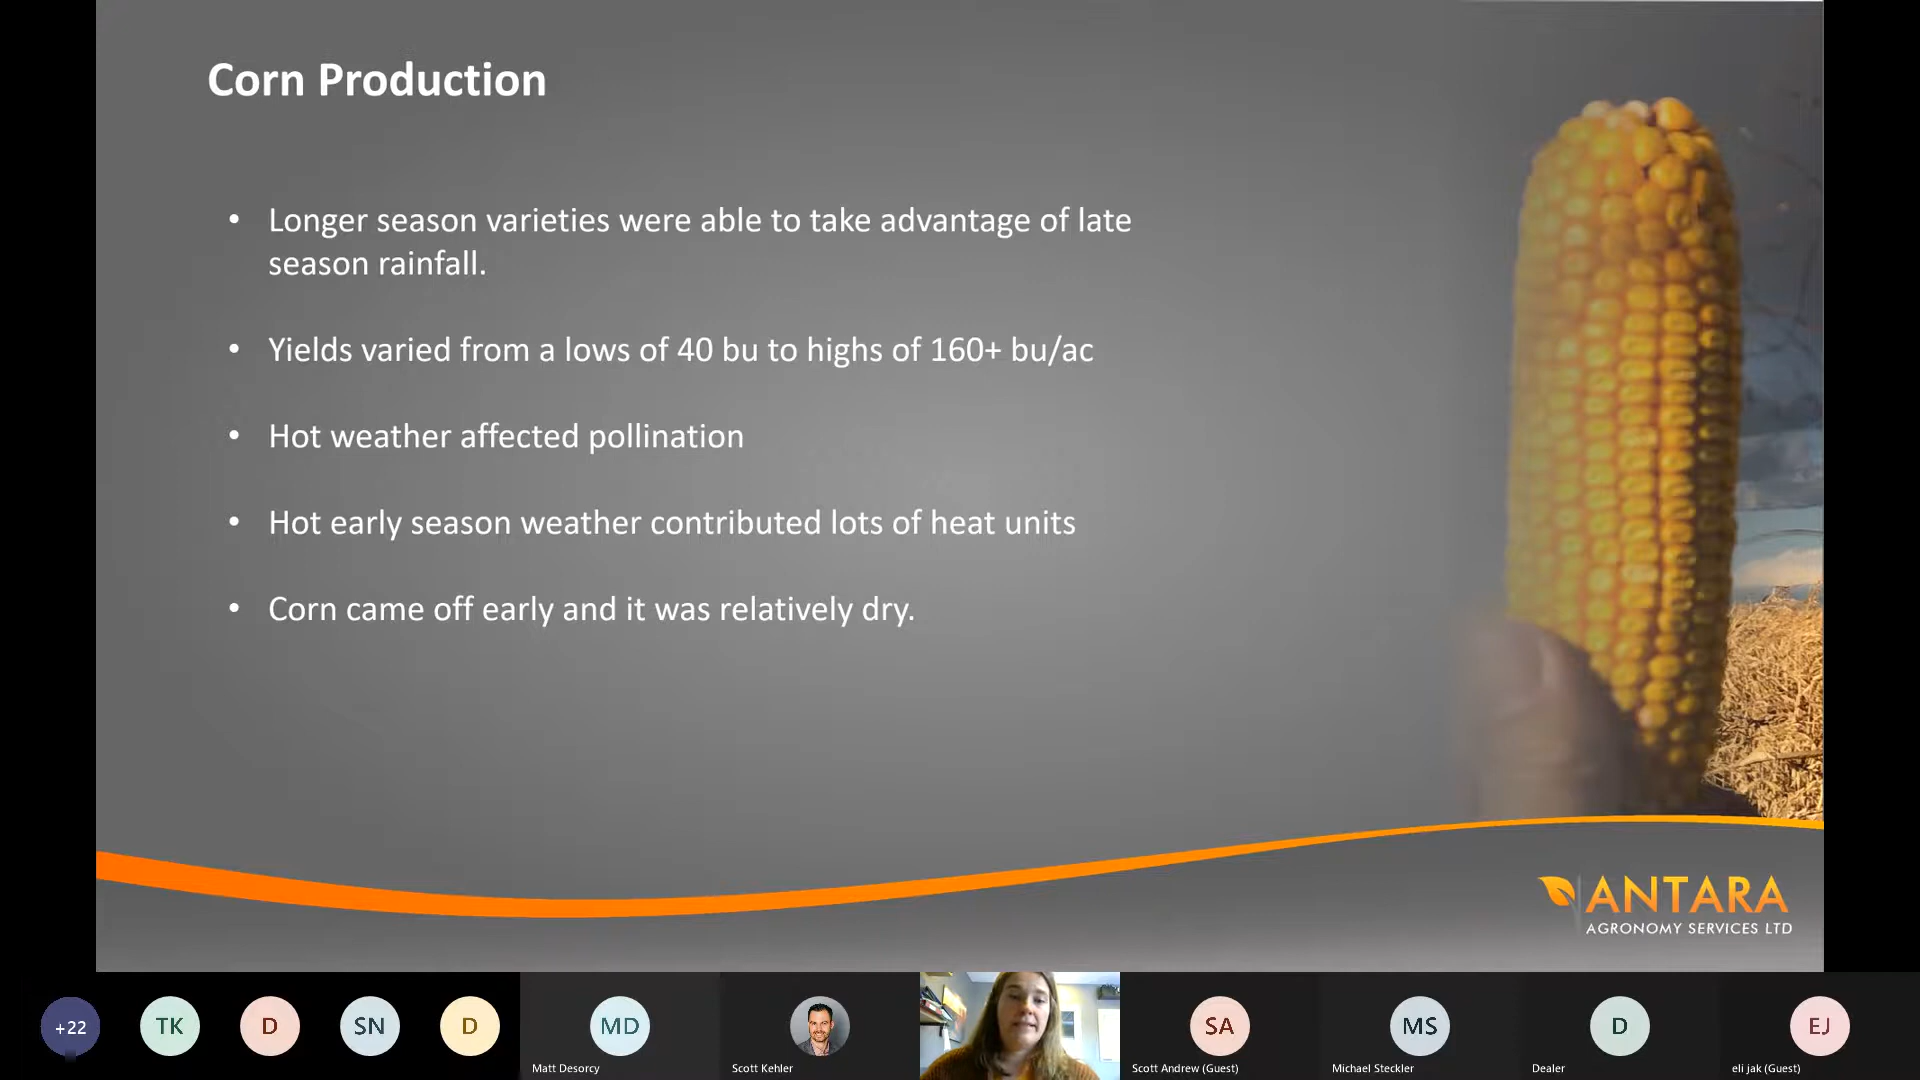 Corn Production
• Longer season varieties were able to take advantage of late
season rainfall.
• Yields varied from a lows of 40 bu to highs of 160+ bu/ac
• Hot weather affected pollination
• Hot early season weather contributed lots of heat units
• Corn came off early and it was relatively dry.
ANTARA
AGRONOMY SERVICES LTD
+22
TK
D
SN
D
MD
SA
MS
D
EJ
Matt Desorcy
Scott Kehler
Scott Andrew (Guest)
Michael Steckler
Dealer
eli jak (Guest)